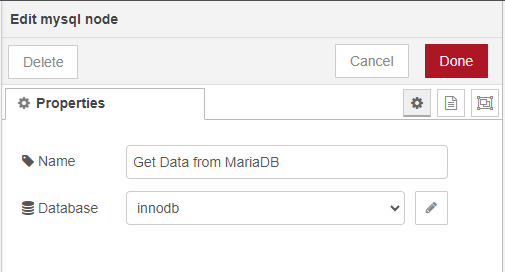 Edit mysql node
Delete
Cancel
Done
Properties
Name
Get Data from MariaDB
Database
innodb